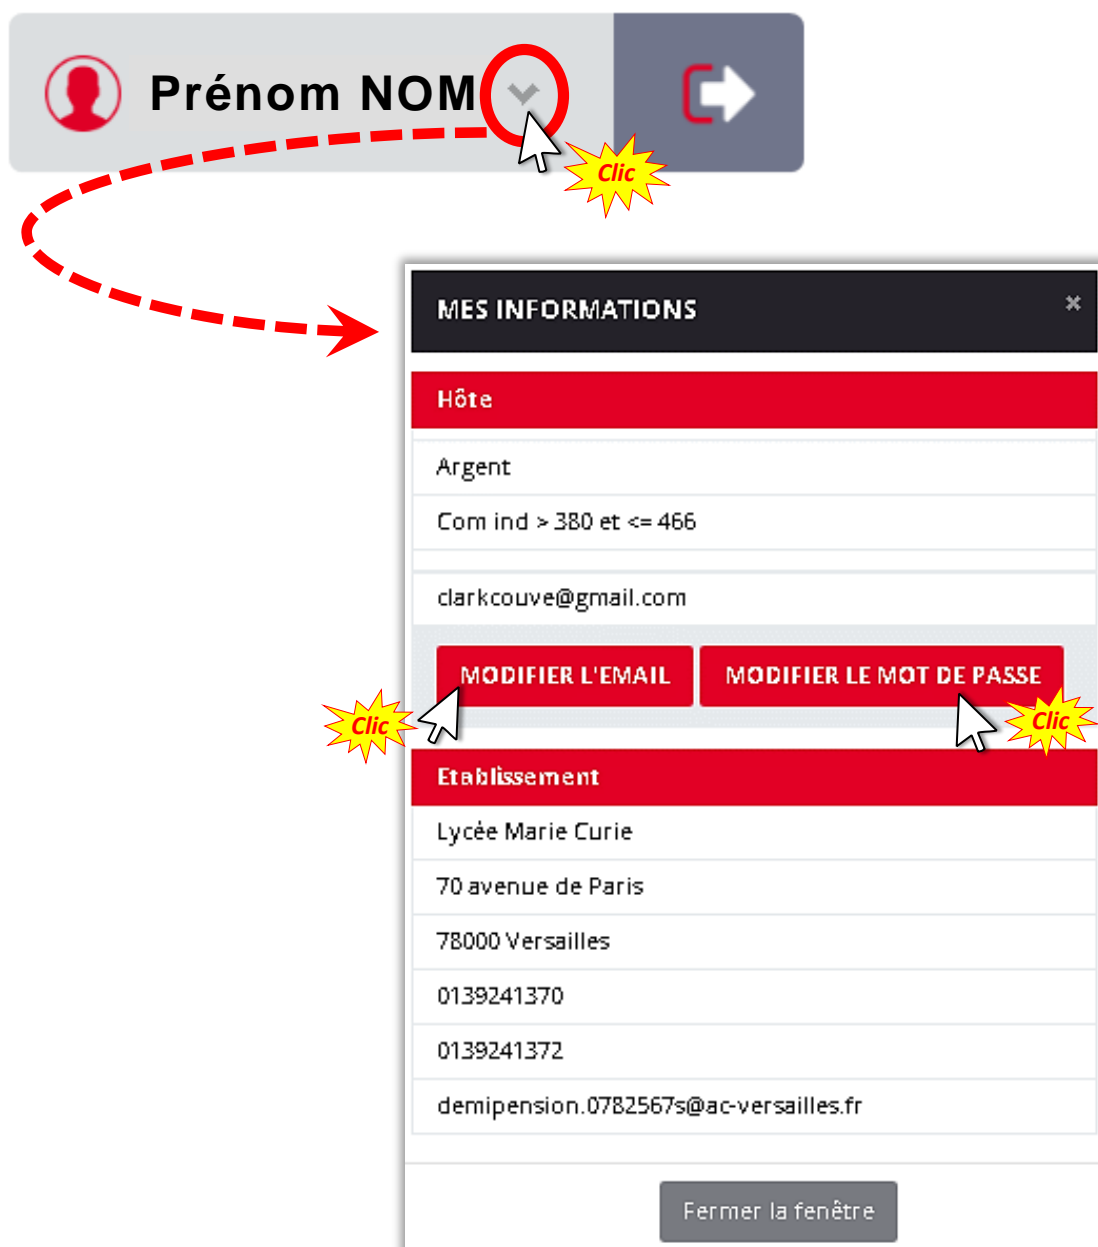 Prénom NOM
Clic
MES INFORMATIONS
Hôte
Argent
Com ind > 380 et <= 466
clarkcouve@gmail.com
MODIFIER L'EMAIL MODIFIER LE MOT DE PASSE
Clic Clic
Etablissement
Lycée Marie Curie
70 avenue de Paris
78000 Versailles
0139241370
0139241372
demipension.0782567s@ac-versailles.fr
Fermer la fenêtre